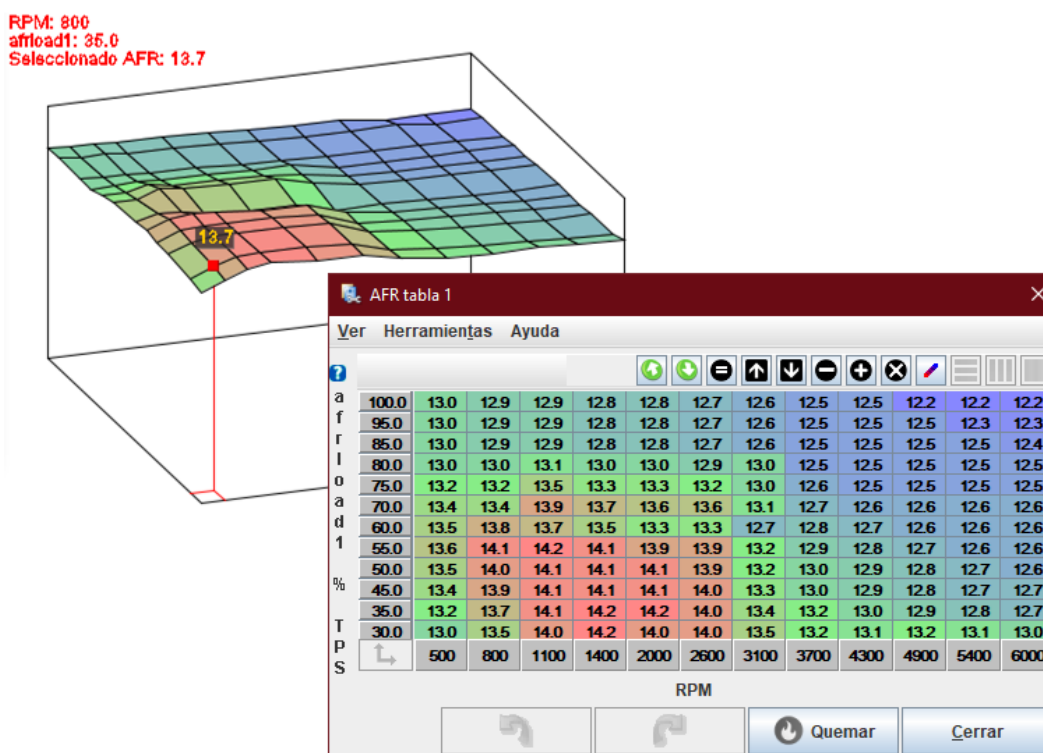 RPM: 800
afrload1: 35.0
Seleccionado AFR: 13.7
13.7
AFR tabla 1
Ver Herramientas Ayuda
afrload1 % TPS
100.0 13.0 12.9 12.9 12.8 12.8 12.7 12.6 12.5 12.5 12.2 12.2 12.2
95.0 13.0 12.9 12.9 12.8 12.8 12.7 12.6 12.5 12.5 12.5 12.3 12.3
85.0 13.0 12.9 12.9 12.8 12.8 12.7 12.6 12.5 12.5 12.5 12.5 12.4
80.0 13.0 13.0 13.1 13.0 13.0 12.9 13.0 12.5 12.5 12.5 12.5 12.5
75.0 13.2 13.2 13.5 13.3 13.3 13.2 13.0 12.6 12.5 12.5 12.5 12.5
70.0 13.4 13.4 13.9 13.7 13.6 13.6 13.1 12.7 12.6 12.6 12.6 12.6
60.0 13.5 13.8 13.7 13.5 13.3 13.3 12.7 12.8 12.7 12.6 12.6 12.6
55.0 13.6 14.1 14.2 14.1 13.9 13.9 13.2 12.9 12.8 12.7 12.6 12.6
50.0 13.5 14.0 14.1 14.1 14.1 13.9 13.2 13.0 12.9 12.8 12.7 12.6
45.0 13.4 13.9 14.1 14.1 14.1 14.0 13.3 13.0 12.9 12.8 12.7 12.7
35.0 13.2 13.7 14.1 14.2 14.2 14.0 13.4 13.2 13.0 12.9 12.8 12.7
30.0 13.0 13.5 14.0 14.2 14.0 14.0 13.5 13.2 13.1 13.2 13.1 13.0
500 800 1100 1400 2000 2600 3100 3700 4300 4900 5400 6000
RPM
Quemar Cerrar